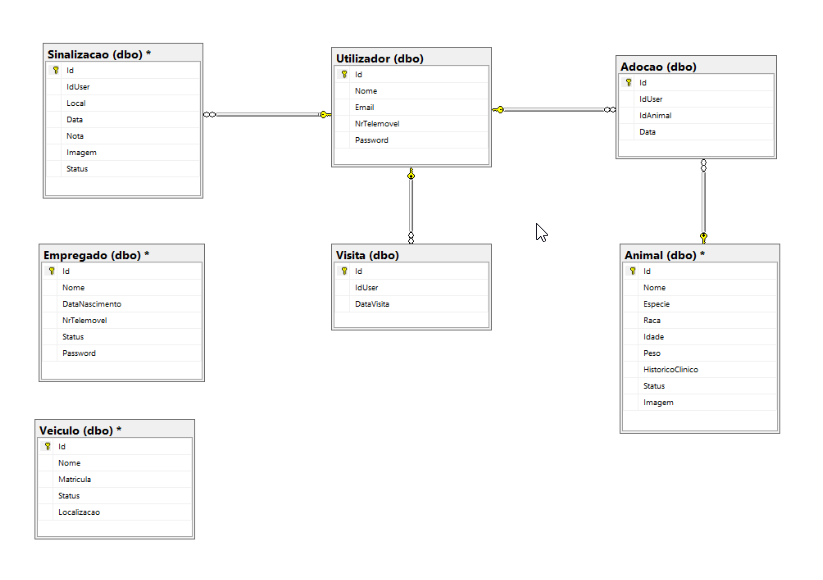 Sinalizacao (dbo) *
Id
IdUser
Local
Data
Nota
Imagem
Status
Utilizador (dbo)
Id
Nome
Email
NrTelemovel
Password
Adocao (dbo)
Id
IdUser
IdAnimal
Data
Empregado (dbo) *
Id
Nome
DataNascimento
NrTelemovel
Status
Password
Visita (dbo)
Id
IdUser
DataVisita
Animal (dbo) *
Id
Nome
Especie
Raca
Idade
Peso
HistoricoClinico
Status
Imagem
Veiculo (dbo) *
Id
Nome
Matricula
Status
Localizacao